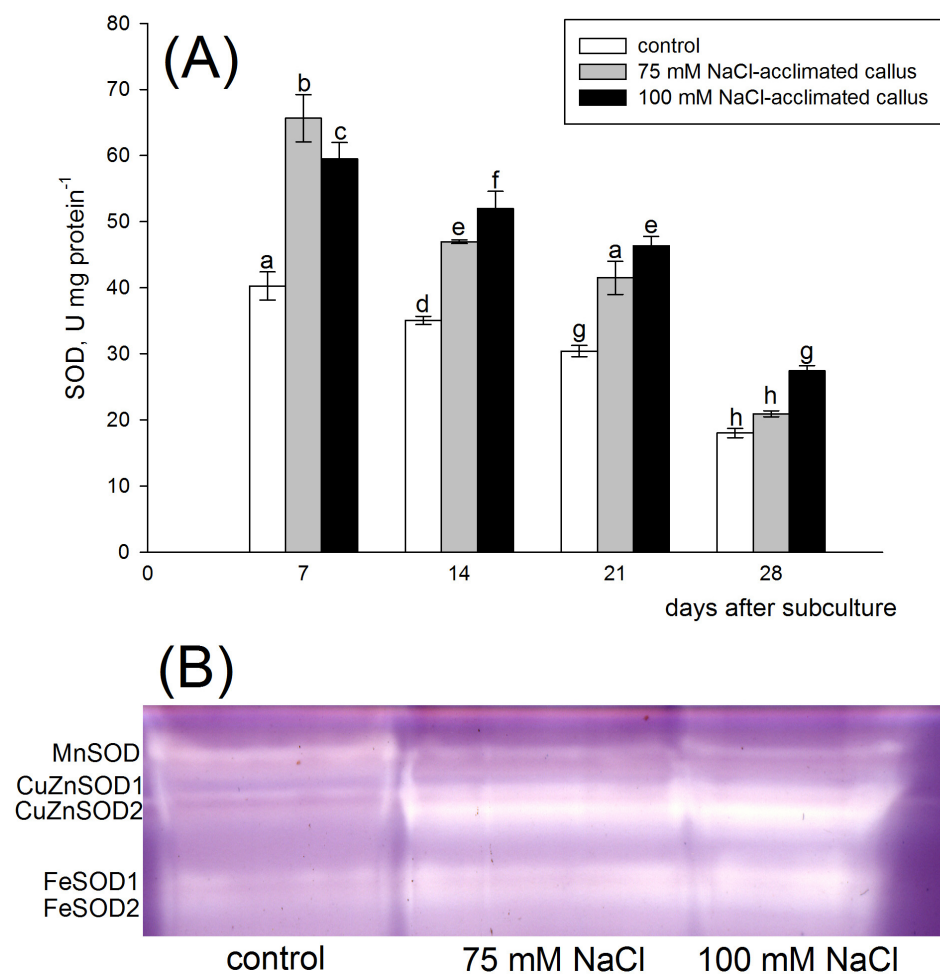 (A)
control
75 mM NaCl-acclimated callus
100 mM NaCl-acclimated callus
SOD, U mg protein⁻¹
80
70
60
50
40
30
20
10
0
b
c
a
f
e
d
e
a
g
g
h
h
0 7 14 21 28
days after subculture
(B)
MnSOD
CuZnSOD1
CuZnSOD2
FeSOD1
FeSOD2
control 75 mM NaCl 100 mM NaCl